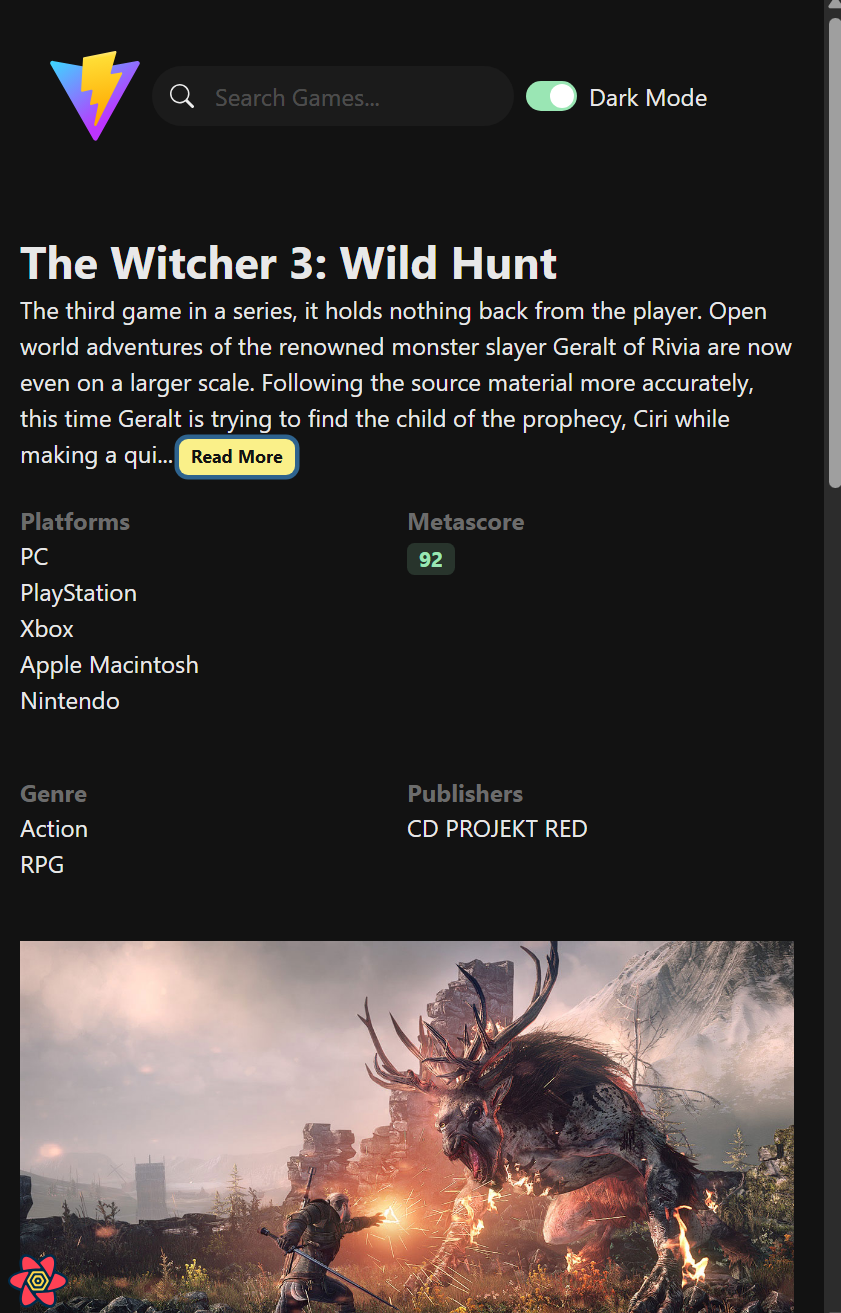 Search Games...
Dark Mode
The Witcher 3: Wild Hunt
The third game in a series, it holds nothing back from the player. Open
world adventures of the renowned monster slayer Geralt of Rivia are now
even on a larger scale. Following the source material more accurately,
this time Geralt is trying to find the child of the prophecy, Ciri while
making a qui... Read More
Platforms
PC
PlayStation
Xbox
Apple Macintosh
Nintendo
Metascore
92
Genre
Action
RPG
Publishers
CD PROJEKT RED